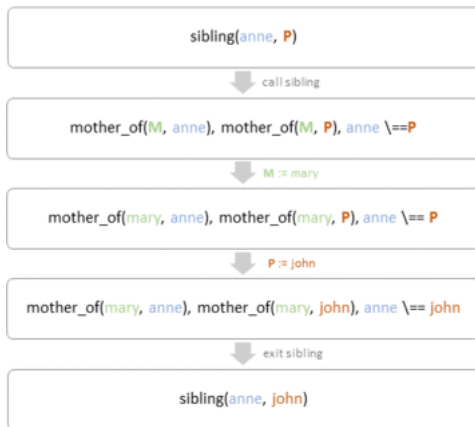 sibling(anne, P)
call sibling
mother_of(M, anne), mother_of(M, P), anne \==P
M := mary
mother_of(mary, anne), mother_of(mary, P), anne \== P
P := john
mother_of(mary, anne), mother_of(mary, john), anne \== john
exit sibling
sibling(anne, john)